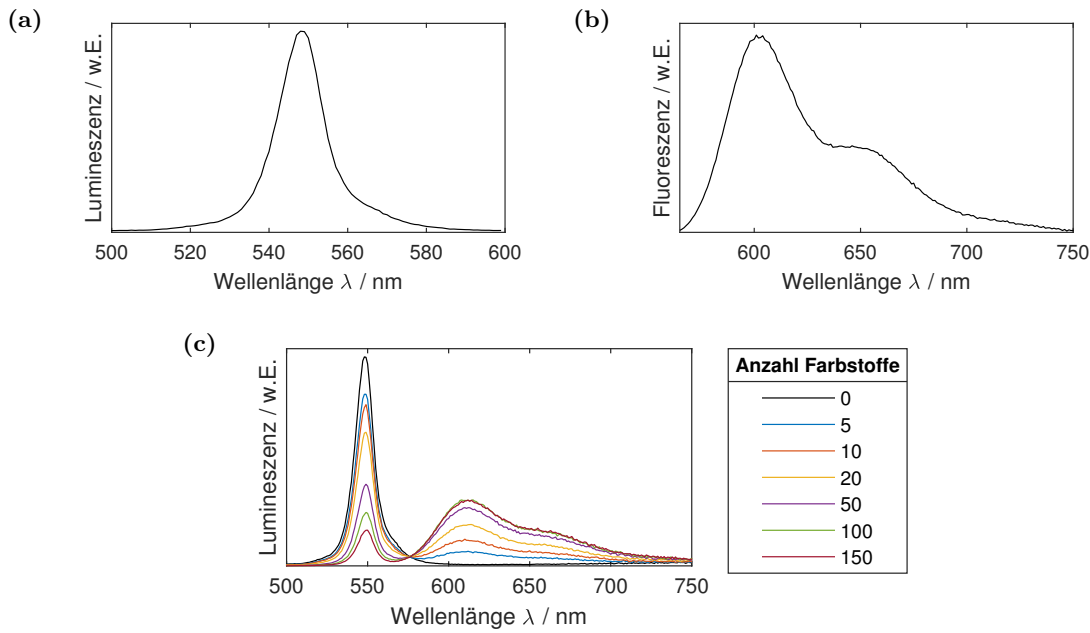 (a)
Lumineszenz / w.E.
500 520 540 560 580 600
Wellenlänge λ / nm
(b)
Fluoreszenz / w.E.
600 650 700 750
Wellenlänge λ / nm
(c)
Lumineszenz / w.E.
500 550 600 650 700 750
Wellenlänge λ / nm
Anzahl Farbstoffe
0
5
10
20
50
100
150